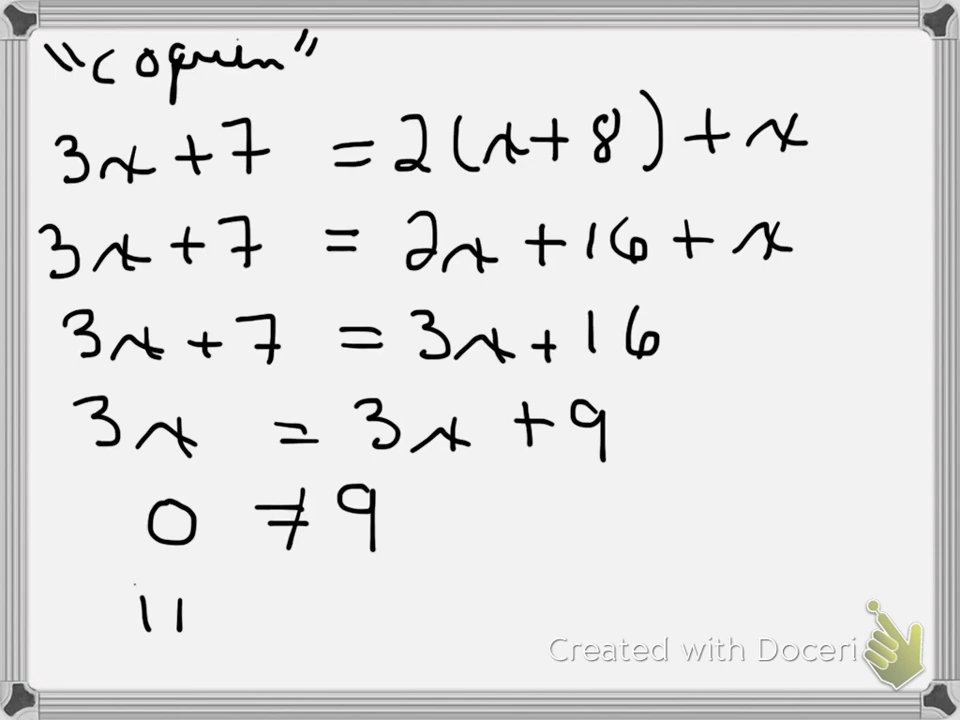 "coquin"
3x + 7 = 2(x + 8) + x
3x + 7 = 2x + 16 + x
3x + 7 = 3x + 16
3x = 3x + 9
0 ≠ 9
"
Created with Doceri